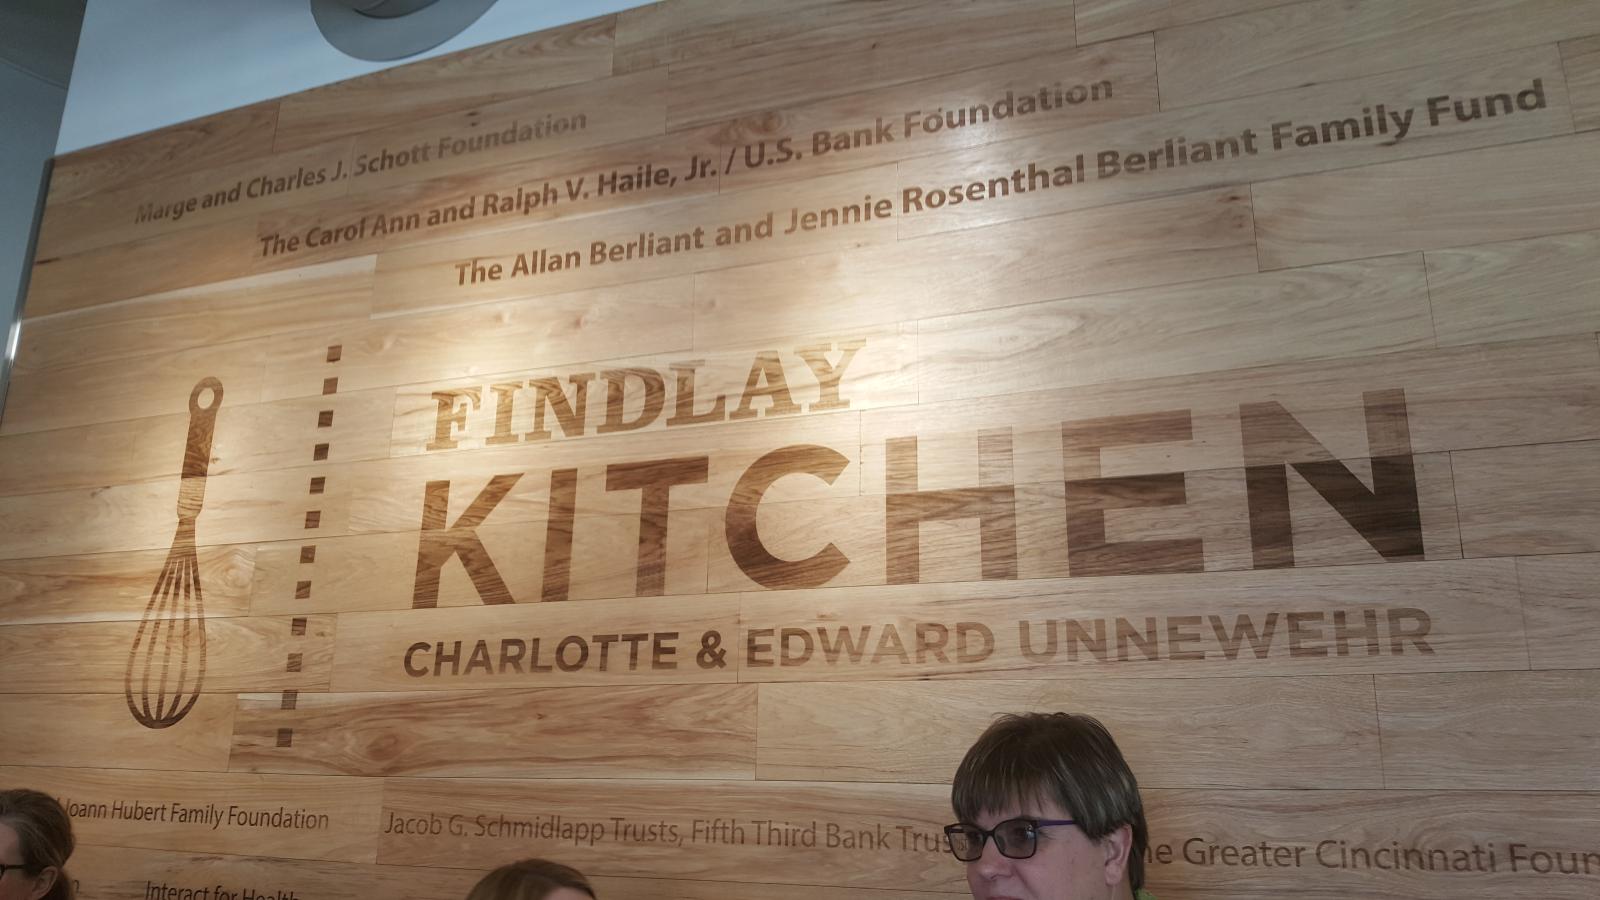 Marge and Charles J. Schott Foundation
The Carol Ann and Ralph V. Haile, Jr. / U.S. Bank Foundation
The Allan Berliant and Jennie Rosenthal Berliant Family Fund
FINDLAY
KITCHEN
CHARLOTTE & EDWARD UNNEWEHR
Joann Hubert Family Foundation
Jacob G. Schmidlapp Trusts, Fifth Third Bank
Greater Cincinnati
Interact for Health